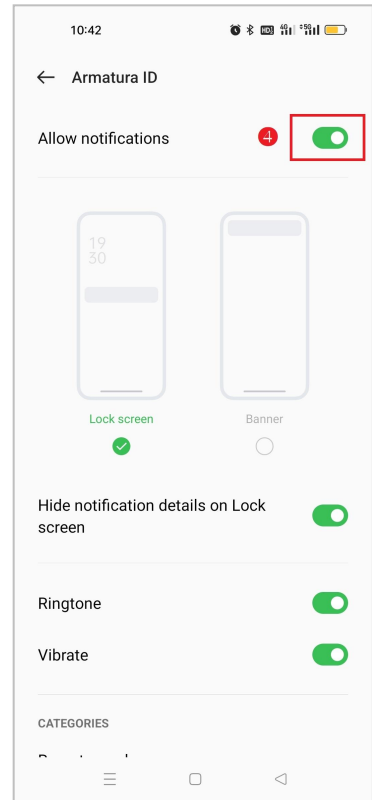 10:42
Armatura ID
Allow notifications 4
19
30
Lock screen Banner
Hide notification details on Lock
screen
Ringtone
Vibrate
CATEGORIES